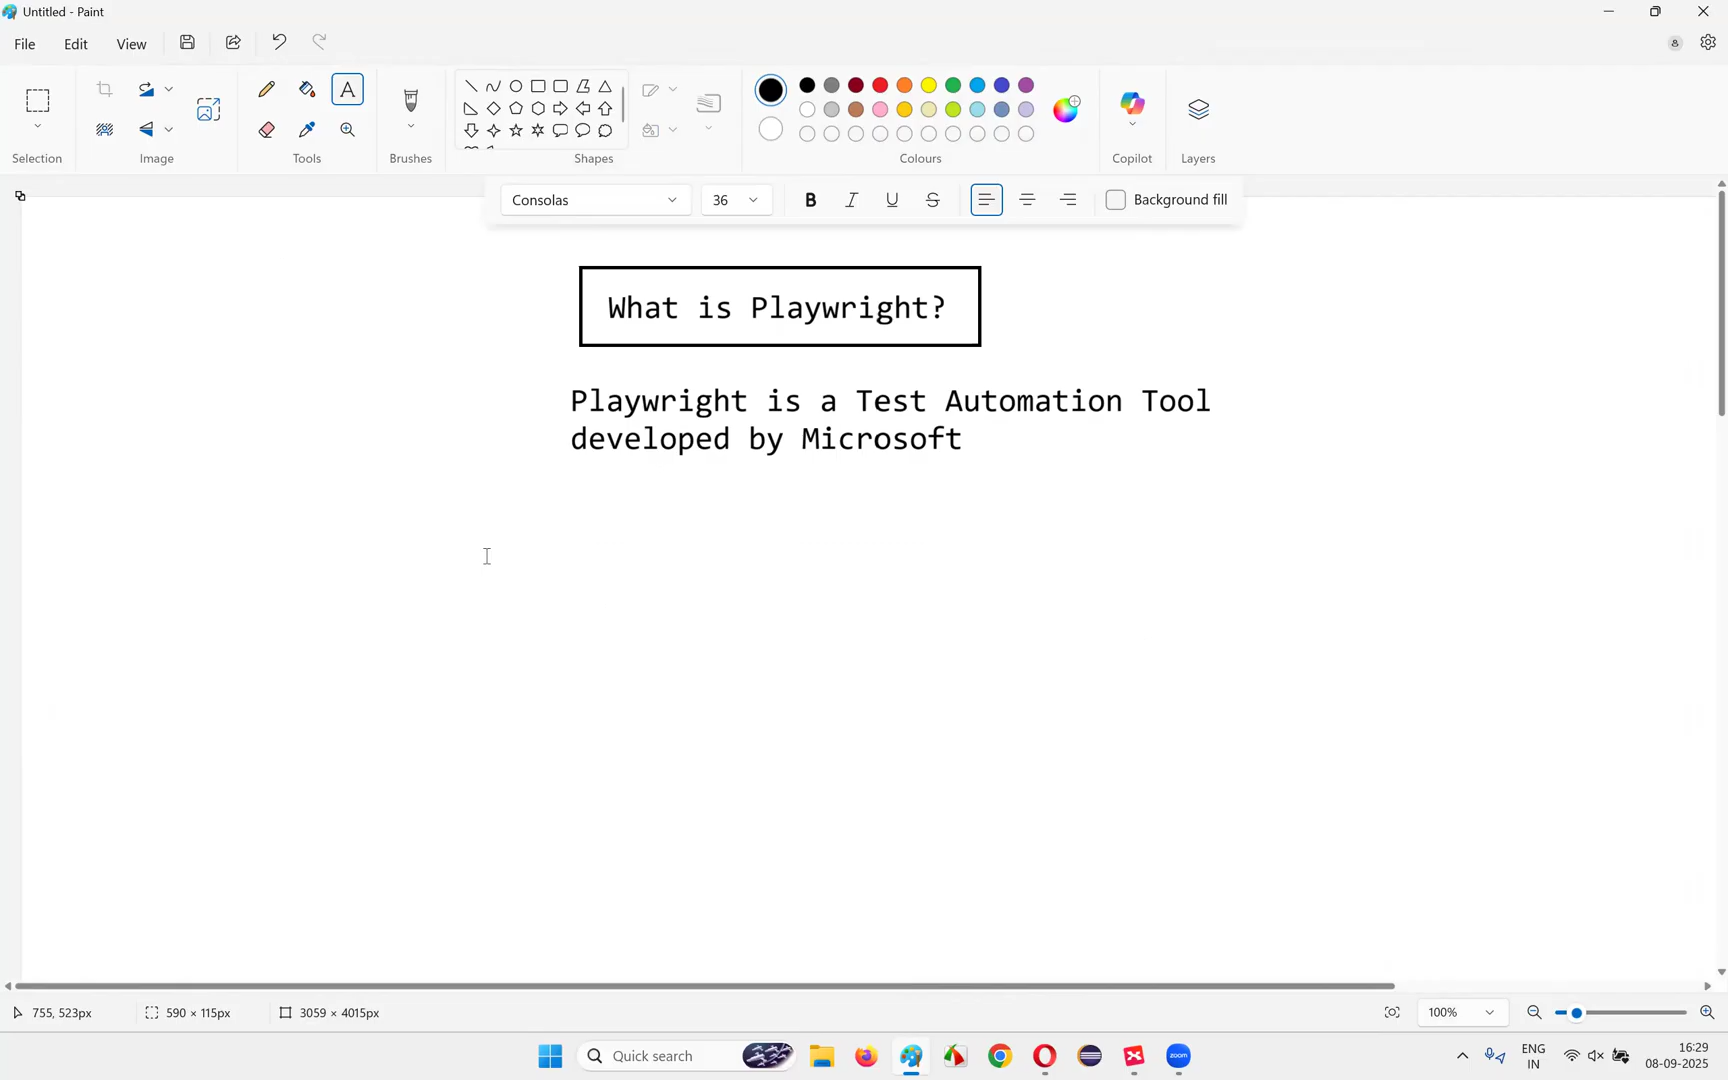 Untitled - Paint
File Edit View
Selection Image Tools Brushes Shapes Colours Copilot Layers
Consolas 36 B I U S Background fill
What is Playwright?
Playwright is a Test Automation Tool
developed by Microsoft
755, 523px 590 × 115px 3059 × 4015px 100%
Quick search zoom ENG 16:29
IN 08-09-2025